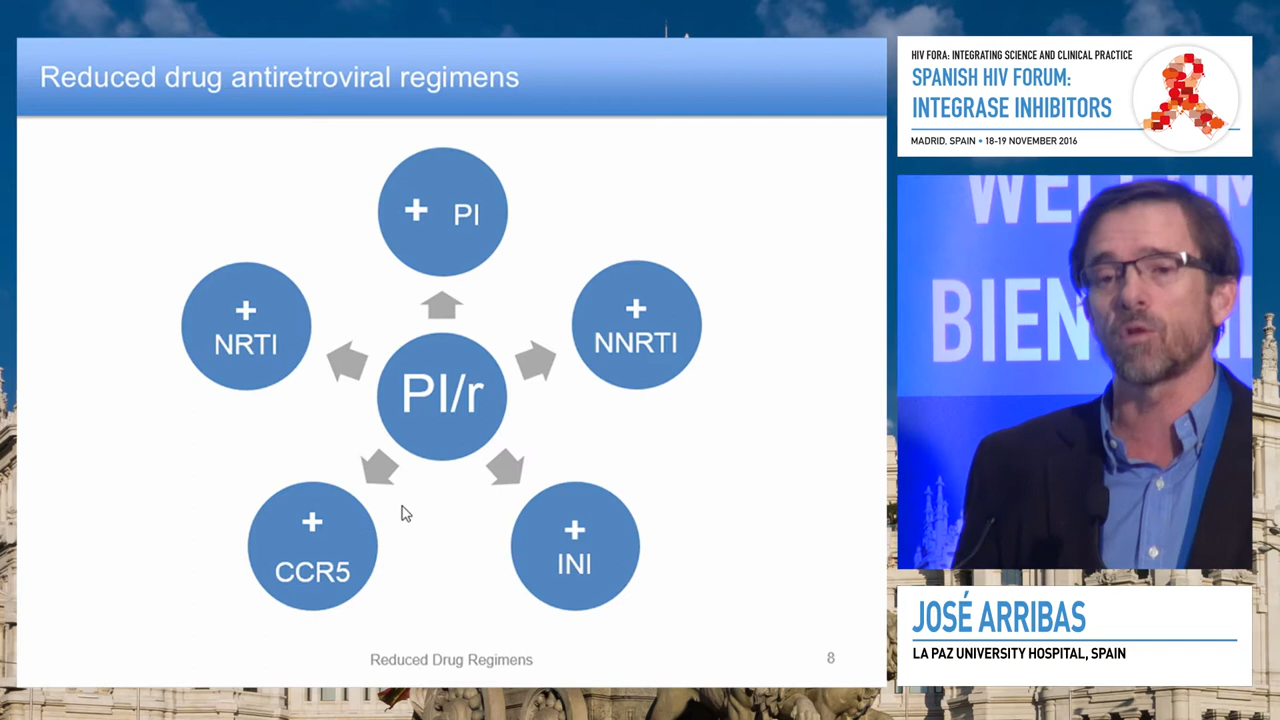 Reduced drug antiretroviral regimens
+ PI
+
NRTI
+
NNRTI
PI/r
+
CCR5
+
INI
Reduced Drug Regimens
8
HIV FORA: INTEGRATING SCIENCE AND CLINICAL PRACTICE
SPANISH HIV FORUM:
INTEGRASE INHIBITORS
MADRID, SPAIN • 18-19 NOVEMBER 2016
JOSÉ ARRIBAS
LA PAZ UNIVERSITY HOSPITAL, SPAIN